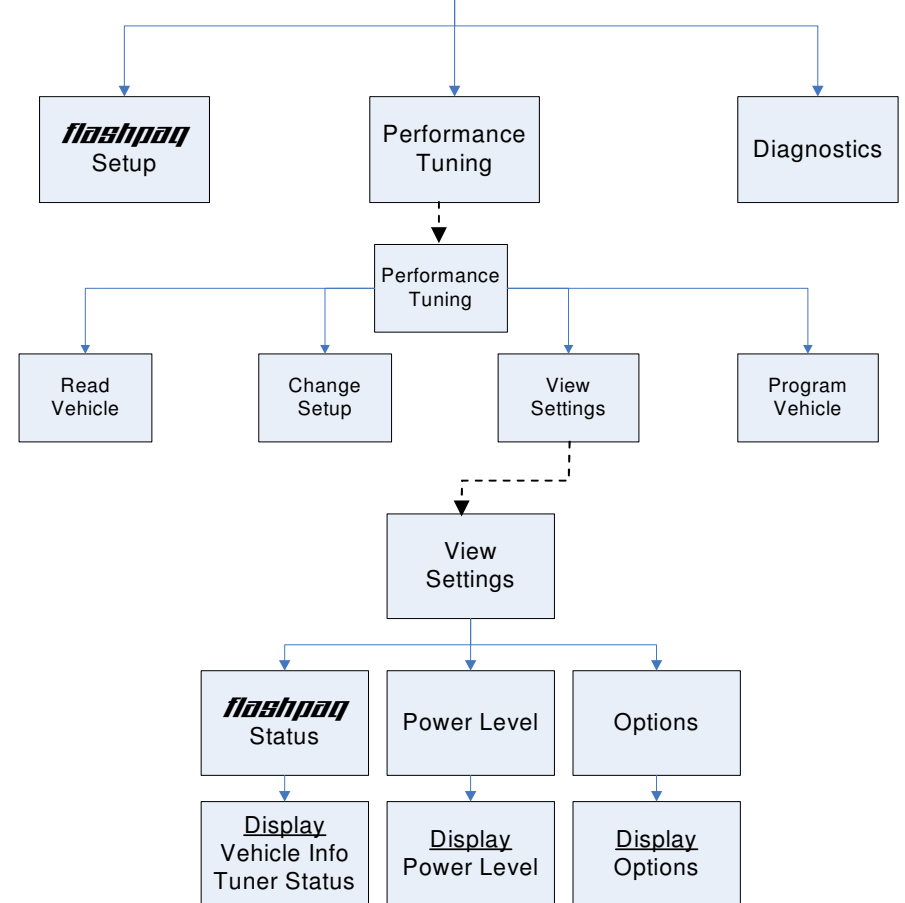 flashpaq
Setup
Performance
Tuning
Diagnostics
Performance
Tuning
Read
Vehicle
Change
Setup
View
Settings
Program
Vehicle
View
Settings
flashpaq
Status
Power Level
Options
Display
Vehicle Info
Tuner Status
Display
Power Level
Display
Options